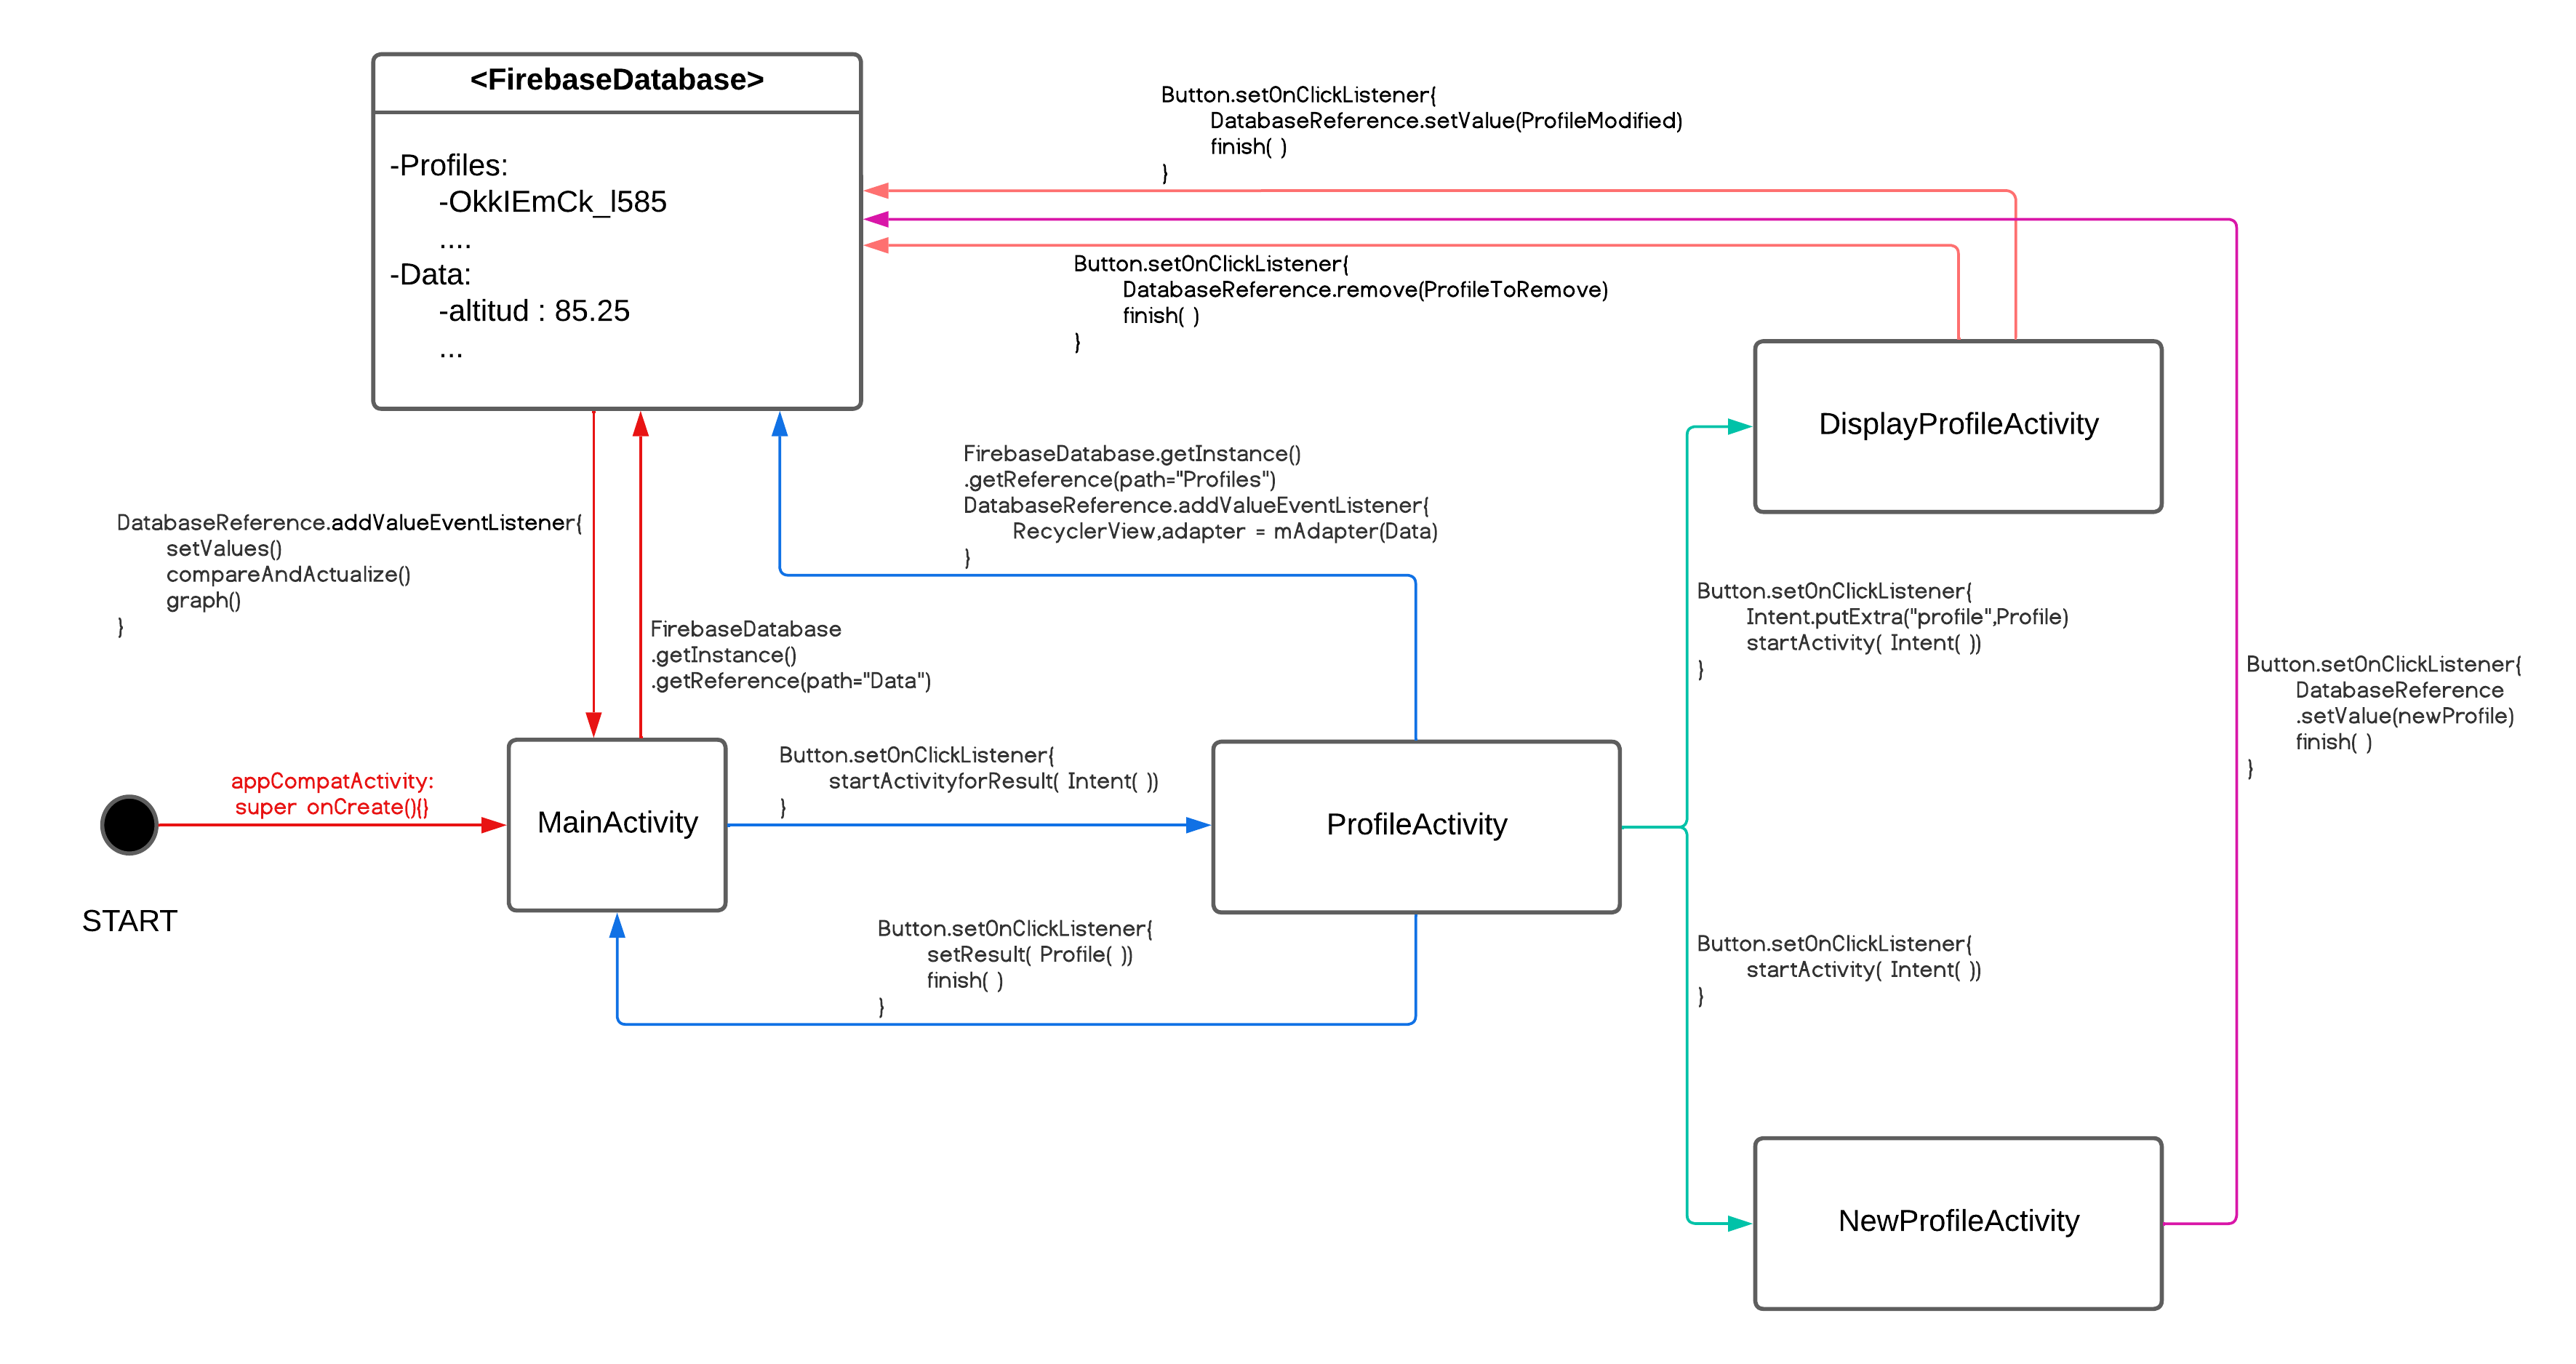 <FirebaseDatabase>
-Profiles:
-OkkIEmCk_l585
....
-Data:
-altitud : 85.25
...
Button.setOnClickListener{
DatabaseReference.setValue(ProfileModified)
finish( )
}
Button.setOnClickListener{
DatabaseReference.remove(ProfileToRemove)
finish( )
}
DisplayProfileActivity
FirebaseDatabase.getInstance()
.getReference(path="Profiles")
DatabaseReference.addValueEventListener{
RecyclerView,adapter = mAdapter(Data)
}
DatabaseReference.addValueEventListener{
setValues()
compareAndActualize()
graph()
}
FirebaseDatabase
.getInstance()
.getReference(path="Data")
Button.setOnClickListener{
Intent.putExtra("profile",Profile)
startActivity( Intent( ))
}
Button.setOnClickListener{
DatabaseReference
.setValue(newProfile)
finish( )
}
appCompatActivity:
super onCreate(){}
START
MainActivity
Button.setOnClickListener{
startActivityforResult( Intent( ))
}
ProfileActivity
Button.setOnClickListener{
setResult( Profile( ))
finish( )
}
Button.setOnClickListener{
startActivity( Intent( ))
}
NewProfileActivity